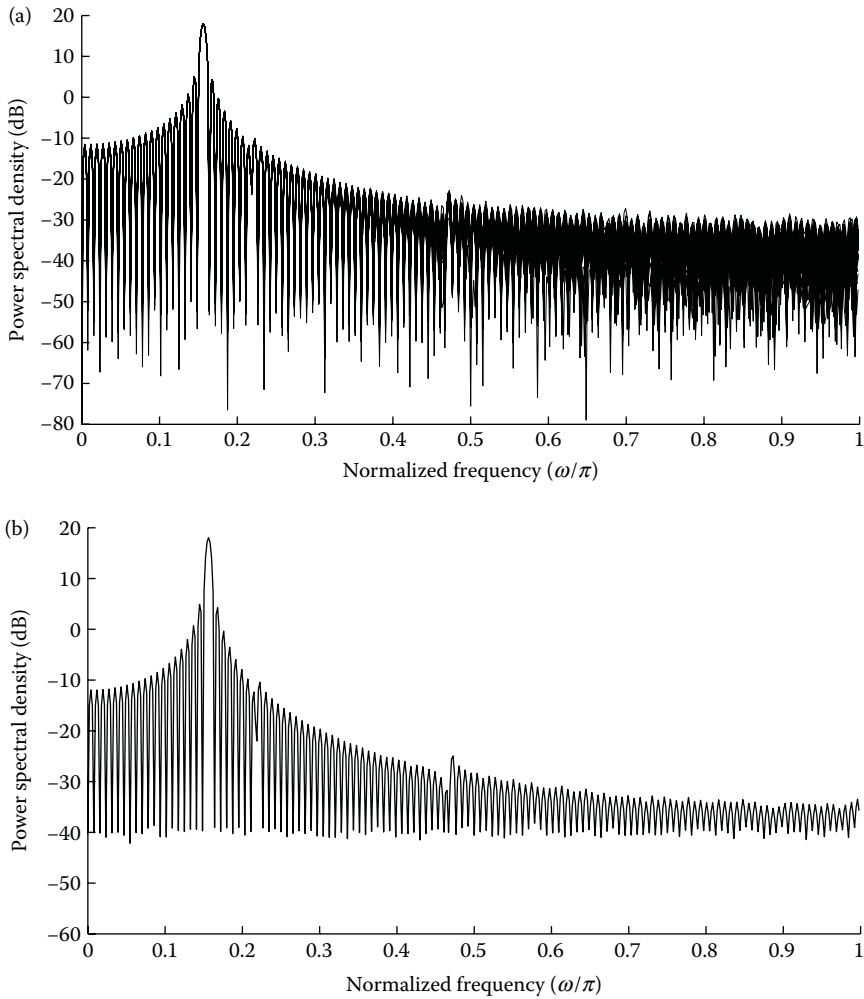 (a)
20
10
0
–10
–20
–30
–40
–50
–60
–70
–80
Power spectral density (dB)
0 0.1 0.2 0.3 0.4 0.5 0.6 0.7 0.8 0.9 1
Normalized frequency (ω/π)
(b)
20
10
0
–10
–20
–30
–40
–50
–60
Power spectral density (dB)
0 0.1 0.2 0.3 0.4 0.5 0.6 0.7 0.8 0.9 1
Normalized frequency (ω/π)